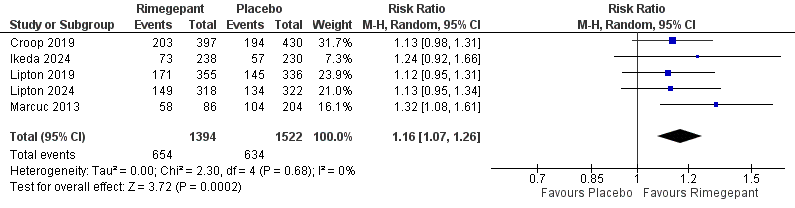 Rimegepant Placebo Risk Ratio Risk Ratio
Study or Subgroup Events Total Events Total Weight M-H, Random, 95% CI M-H, Random, 95% CI
Croop 2019 203 397 194 430 31.7% 1.13 [0.98, 1.31]
Ikeda 2024 73 238 57 230 7.3% 1.24 [0.92, 1.66]
Lipton 2019 171 355 145 336 23.9% 1.12 [0.95, 1.31]
Lipton 2024 149 318 134 322 21.0% 1.13 [0.95, 1.34]
Marcuc 2013 58 86 104 204 16.1% 1.32 [1.08, 1.61]
Total (95% CI) 1394 1522 100.0% 1.16 [1.07, 1.26]
Total events 654 634
Heterogeneity: Tau² = 0.00; Chi² = 2.30, df = 4 (P = 0.68); I² = 0%
Test for overall effect: Z = 3.72 (P = 0.0002)
0.7 1 1.2 1.5
Favours Placebo Favours Rimegepant